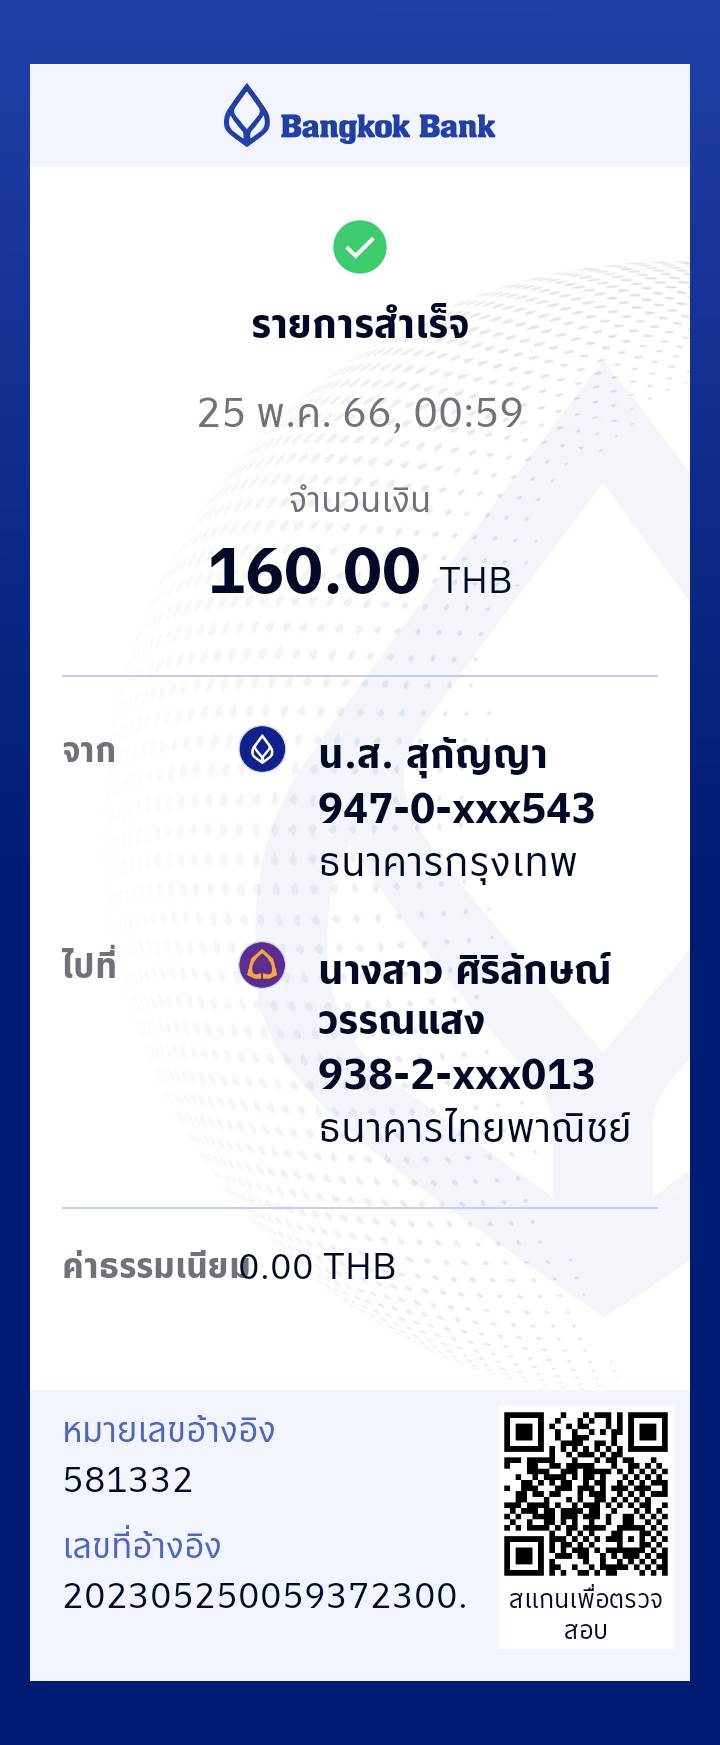 Bangkok Bank
รายการสำเร็จ
25 พ.ค. 66, 00:59
จำนวนเงิน
160.00 THB
จาก
น.ส. สุกัญญา
947-0-xxx543
ธนาคารกรุงเทพ
ไปที่
นางสาว ศิริลักษณ์
วรรณแสง
938-2-xxx013
ธนาคารไทยพาณิชย์
ค่าธรรมเนียม 0.00 THB
หมายเลขอ้างอิง
581332
เลขที่อ้างอิง
202305250059372300.
สแกนเพื่อตรวจ
สอบ